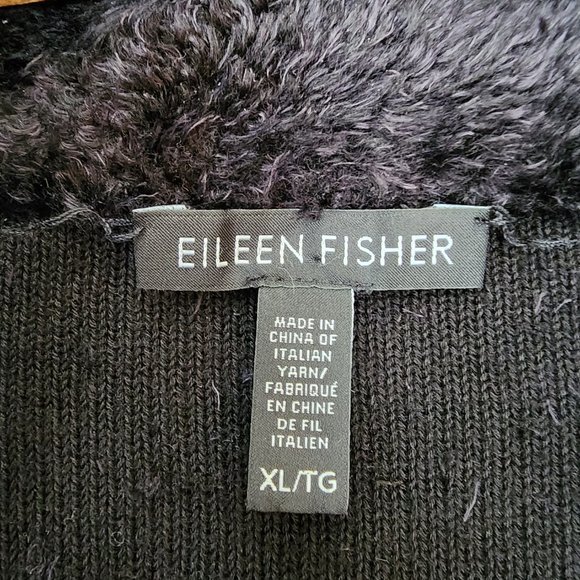 EILEEN FISHER
MADE IN
CHINA OF
ITALIAN
YARN/
FABRIQUÉ
EN CHINE
DE FIL
ITALIEN
XL/TG